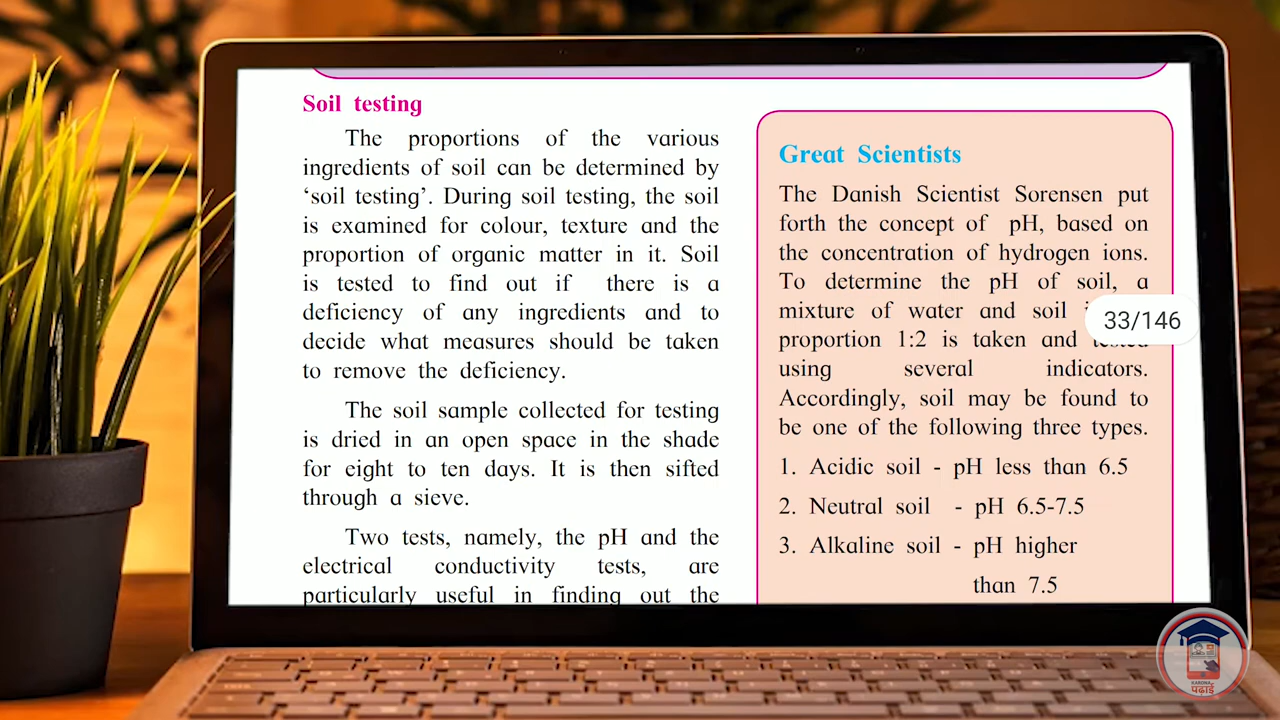 Soil testing
The proportions of the various
ingredients of soil can be determined by
‘soil testing’. During soil testing, the soil
is examined for colour, texture and the
proportion of organic matter in it. Soil
is tested to find out if there is a
deficiency of any ingredients and to
decide what measures should be taken
to remove the deficiency.
The soil sample collected for testing
is dried in an open space in the shade
for eight to ten days. It is then sifted
through a sieve.
Two tests, namely, the pH and the
electrical conductivity tests, are
particularly useful in finding out the
Great Scientists
The Danish Scientist Sorensen put
forth the concept of pH, based on
the concentration of hydrogen ions.
To determine the pH of soil, a
mixture of water and soil
proportion 1:2 is taken and tested
using several indicators.
Accordingly, soil may be found to
be one of the following three types.
1. Acidic soil - pH less than 6.5
2. Neutral soil - pH 6.5-7.5
3. Alkaline soil - pH higher
than 7.5
33/146
KARONA
पढ़ाई